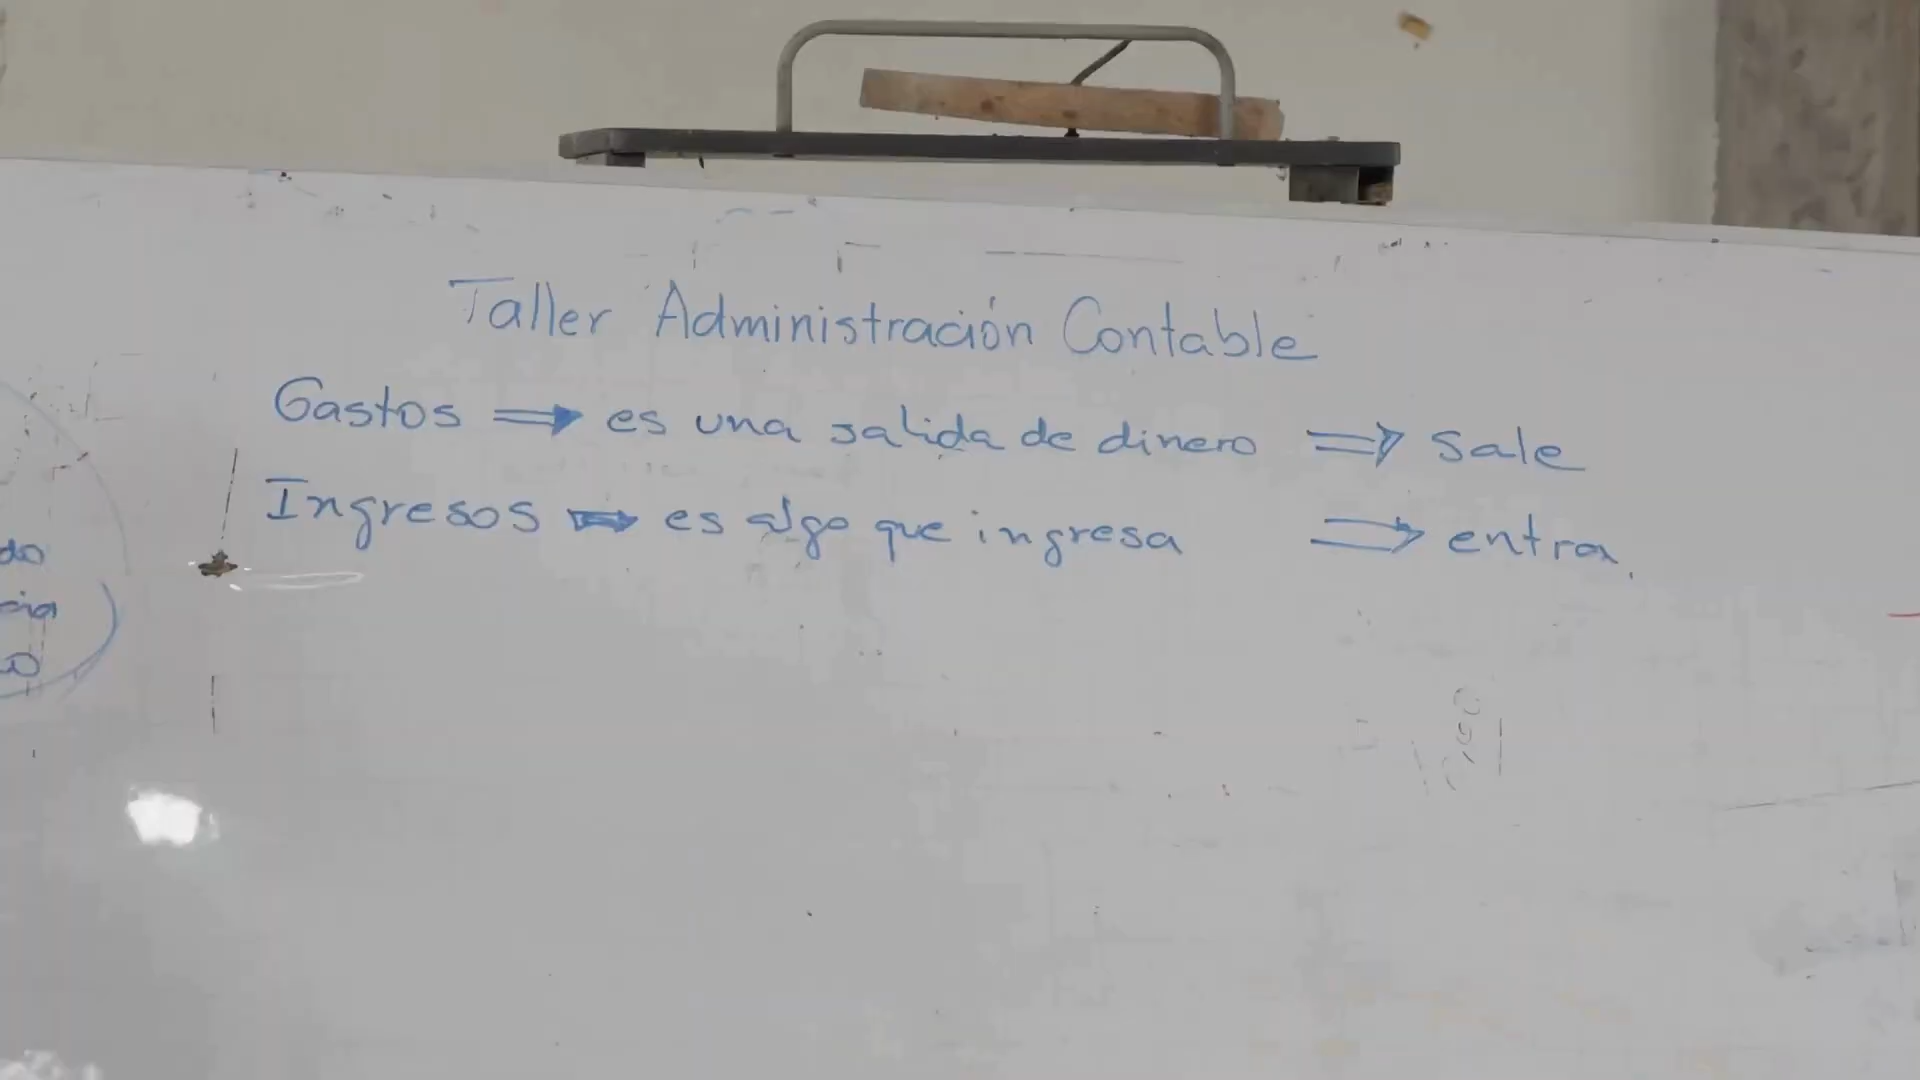 Taller Administración Contable
Gastos ⇒ es una salida de dinero ⇒ sale
Ingresos ⇒ es algo que ingresa ⇒ entra.